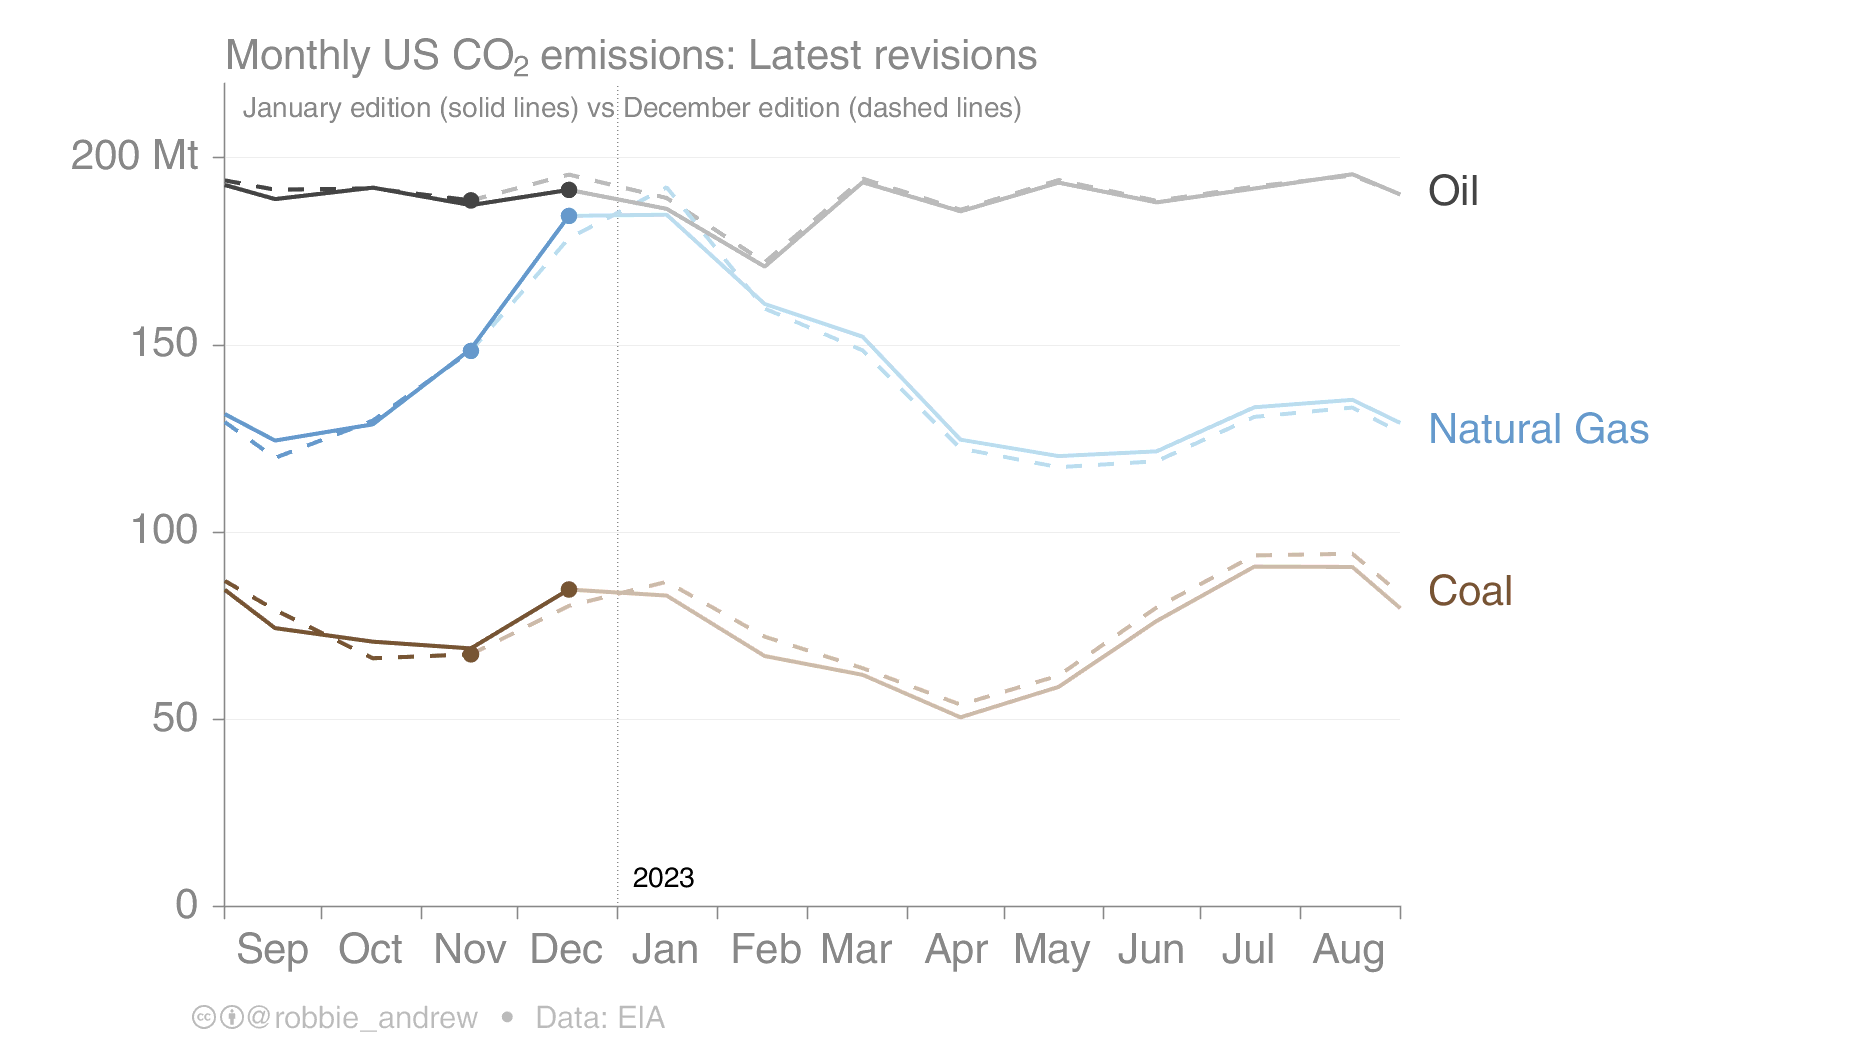 Monthly US CO₂ emissions: Latest revisions
January edition (solid lines) vs December edition (dashed lines)
200 Mt
150
100
50
0
Oil
Natural Gas
Coal
2023
Sep Oct Nov Dec Jan Feb Mar Apr May Jun Jul Aug
cc @robbie_andrew • Data: EIA